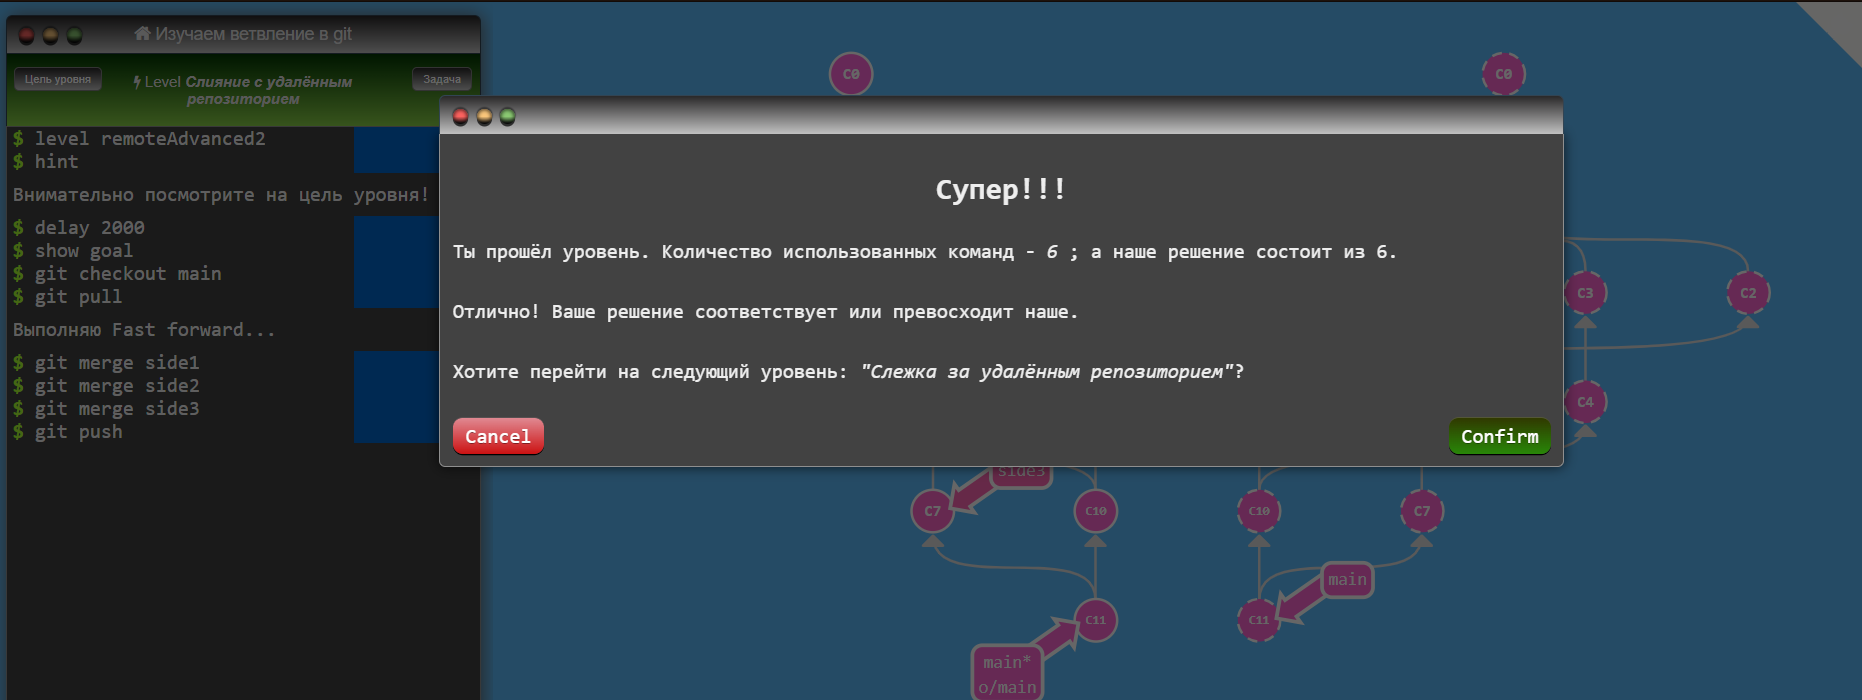 Изучаем ветвление в git
Цель уровня
Level Слияние с удалённым
репозиторием
Задача
$ level remoteAdvanced2
$ hint
Внимательно посмотрите на цель уровня!
$ delay 2000
$ show goal
$ git checkout main
$ git pull
Выполняю Fast forward...
$ git merge side1
$ git merge side2
$ git merge side3
$ git push
C0
C0
Супер!!!
Ты прошёл уровень. Количество использованных команд - 6 ; а наше решение состоит из 6.
Отлично! Ваше решение соответствует или превосходит наше.
Хотите перейти на следующий уровень: "Слежка за удалённым репозиторием"?
Cancel
Confirm
C3
C2
C4
side3
C7
C10
C10
C7
main
C11
C11
main*
o/main